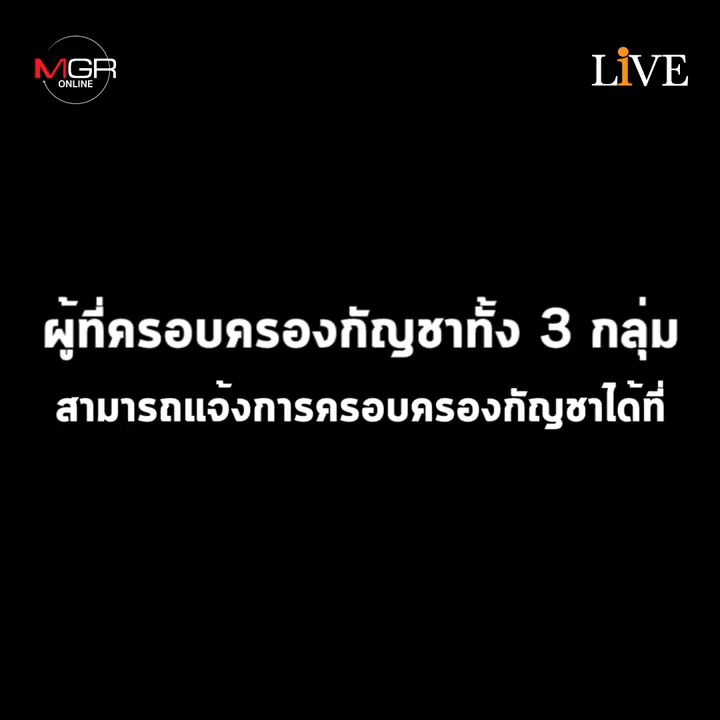 MGR
ONLINE
LiVE
ผู้ที่ครอบครองกัญชาทั้ง 3 กลุ่ม
สามารถแจ้งการครอบครองกัญชาได้ที่